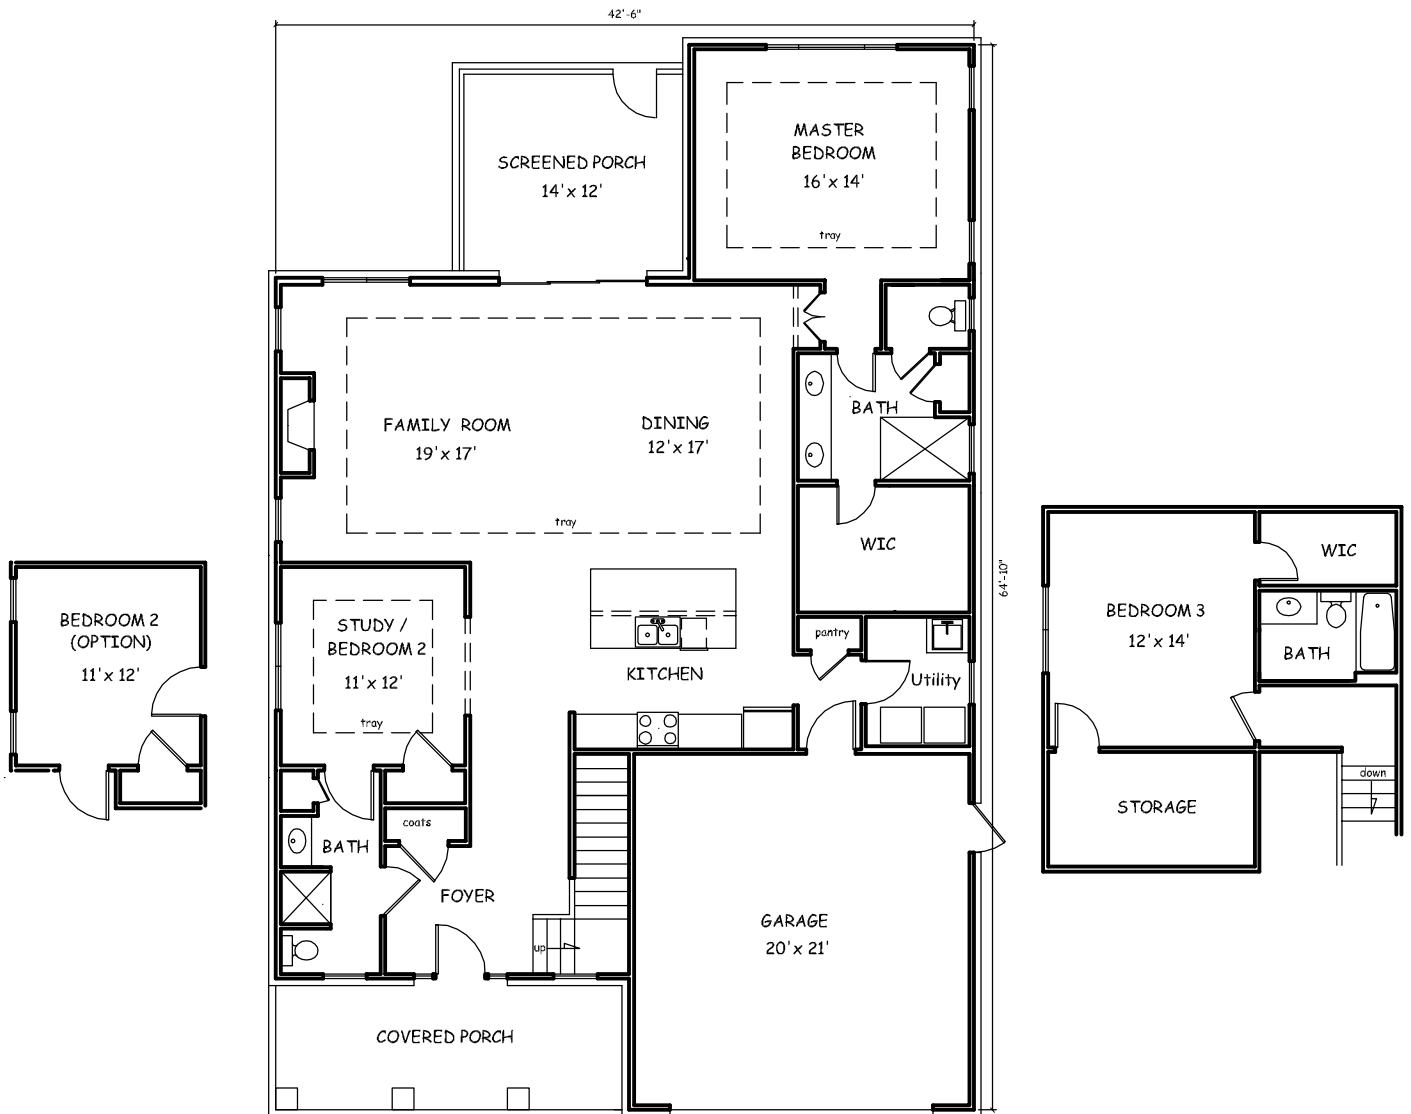 42'-6"
MASTER
BEDROOM
16'x 14'
tray
SCREENED PORCH
14'x 12'
FAMILY ROOM
19'x 17'
DINING
12'x 17'
tray
BATH
WIC
64'-10"
BEDROOM 2
(OPTION)
11'x 12'
STUDY /
BEDROOM 2
11'x 12'
tray
KITCHEN
pantry
Utility
BEDROOM 3
12'x 14'
WIC
BATH
down
STORAGE
coats
BATH
FOYER
up
GARAGE
20'x 21'
COVERED PORCH